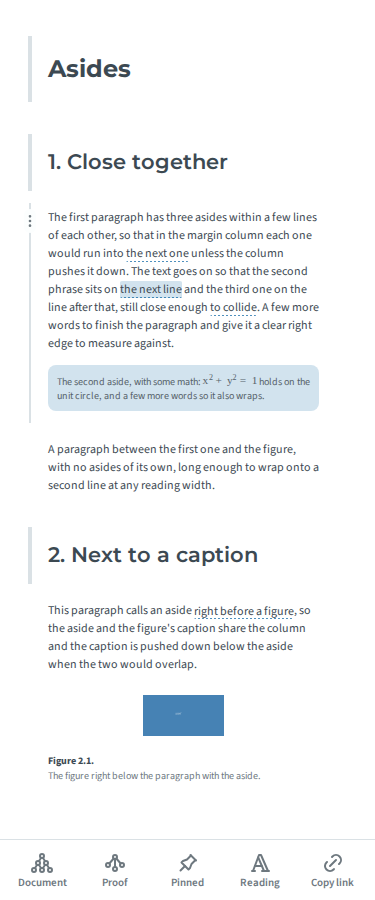 Asides
1. Close together
The first paragraph has three asides within a few lines
of each other, so that in the margin column each one
would run into the next one unless the column
pushes it down. The text goes on so that the second
phrase sits on the next line and the third one on the
line after that, still close enough to collide. A few more
words to finish the paragraph and give it a clear right
edge to measure against.
The second aside, with some math: x² + y² = 1 holds on the
unit circle, and a few more words so it also wraps.
A paragraph between the first one and the figure,
with no asides of its own, long enough to wrap onto a
second line at any reading width.
2. Next to a caption
This paragraph calls an aside right before a figure, so
the aside and the figure's caption share the column
and the caption is pushed down below the aside
when the two would overlap.
Figure 2.1.
The figure right below the paragraph with the aside.
Document Proof Pinned Reading Copy link